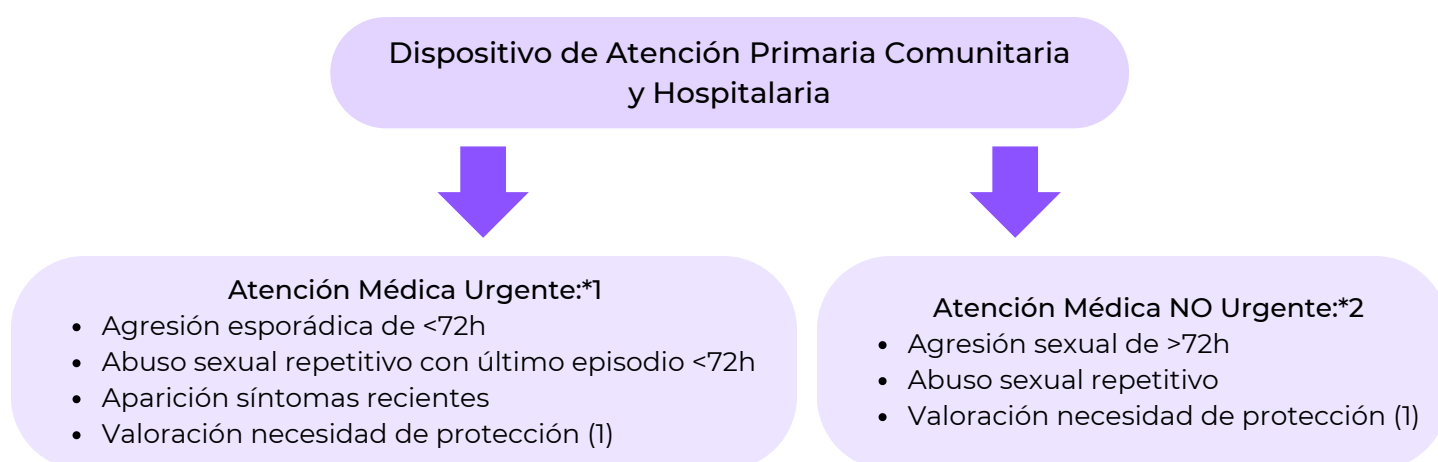 Dispositivo de Atención Primaria Comunitaria
y Hospitalaria
Atención Médica Urgente:*1
• Agresión esporádica de <72h
• Abuso sexual repetitivo con último episodio <72h
• Aparición síntomas recientes
• Valoración necesidad de protección (1)
Atención Médica NO Urgente:*2
• Agresión sexual de >72h
• Abuso sexual repetitivo
• Valoración necesidad de protección (1)